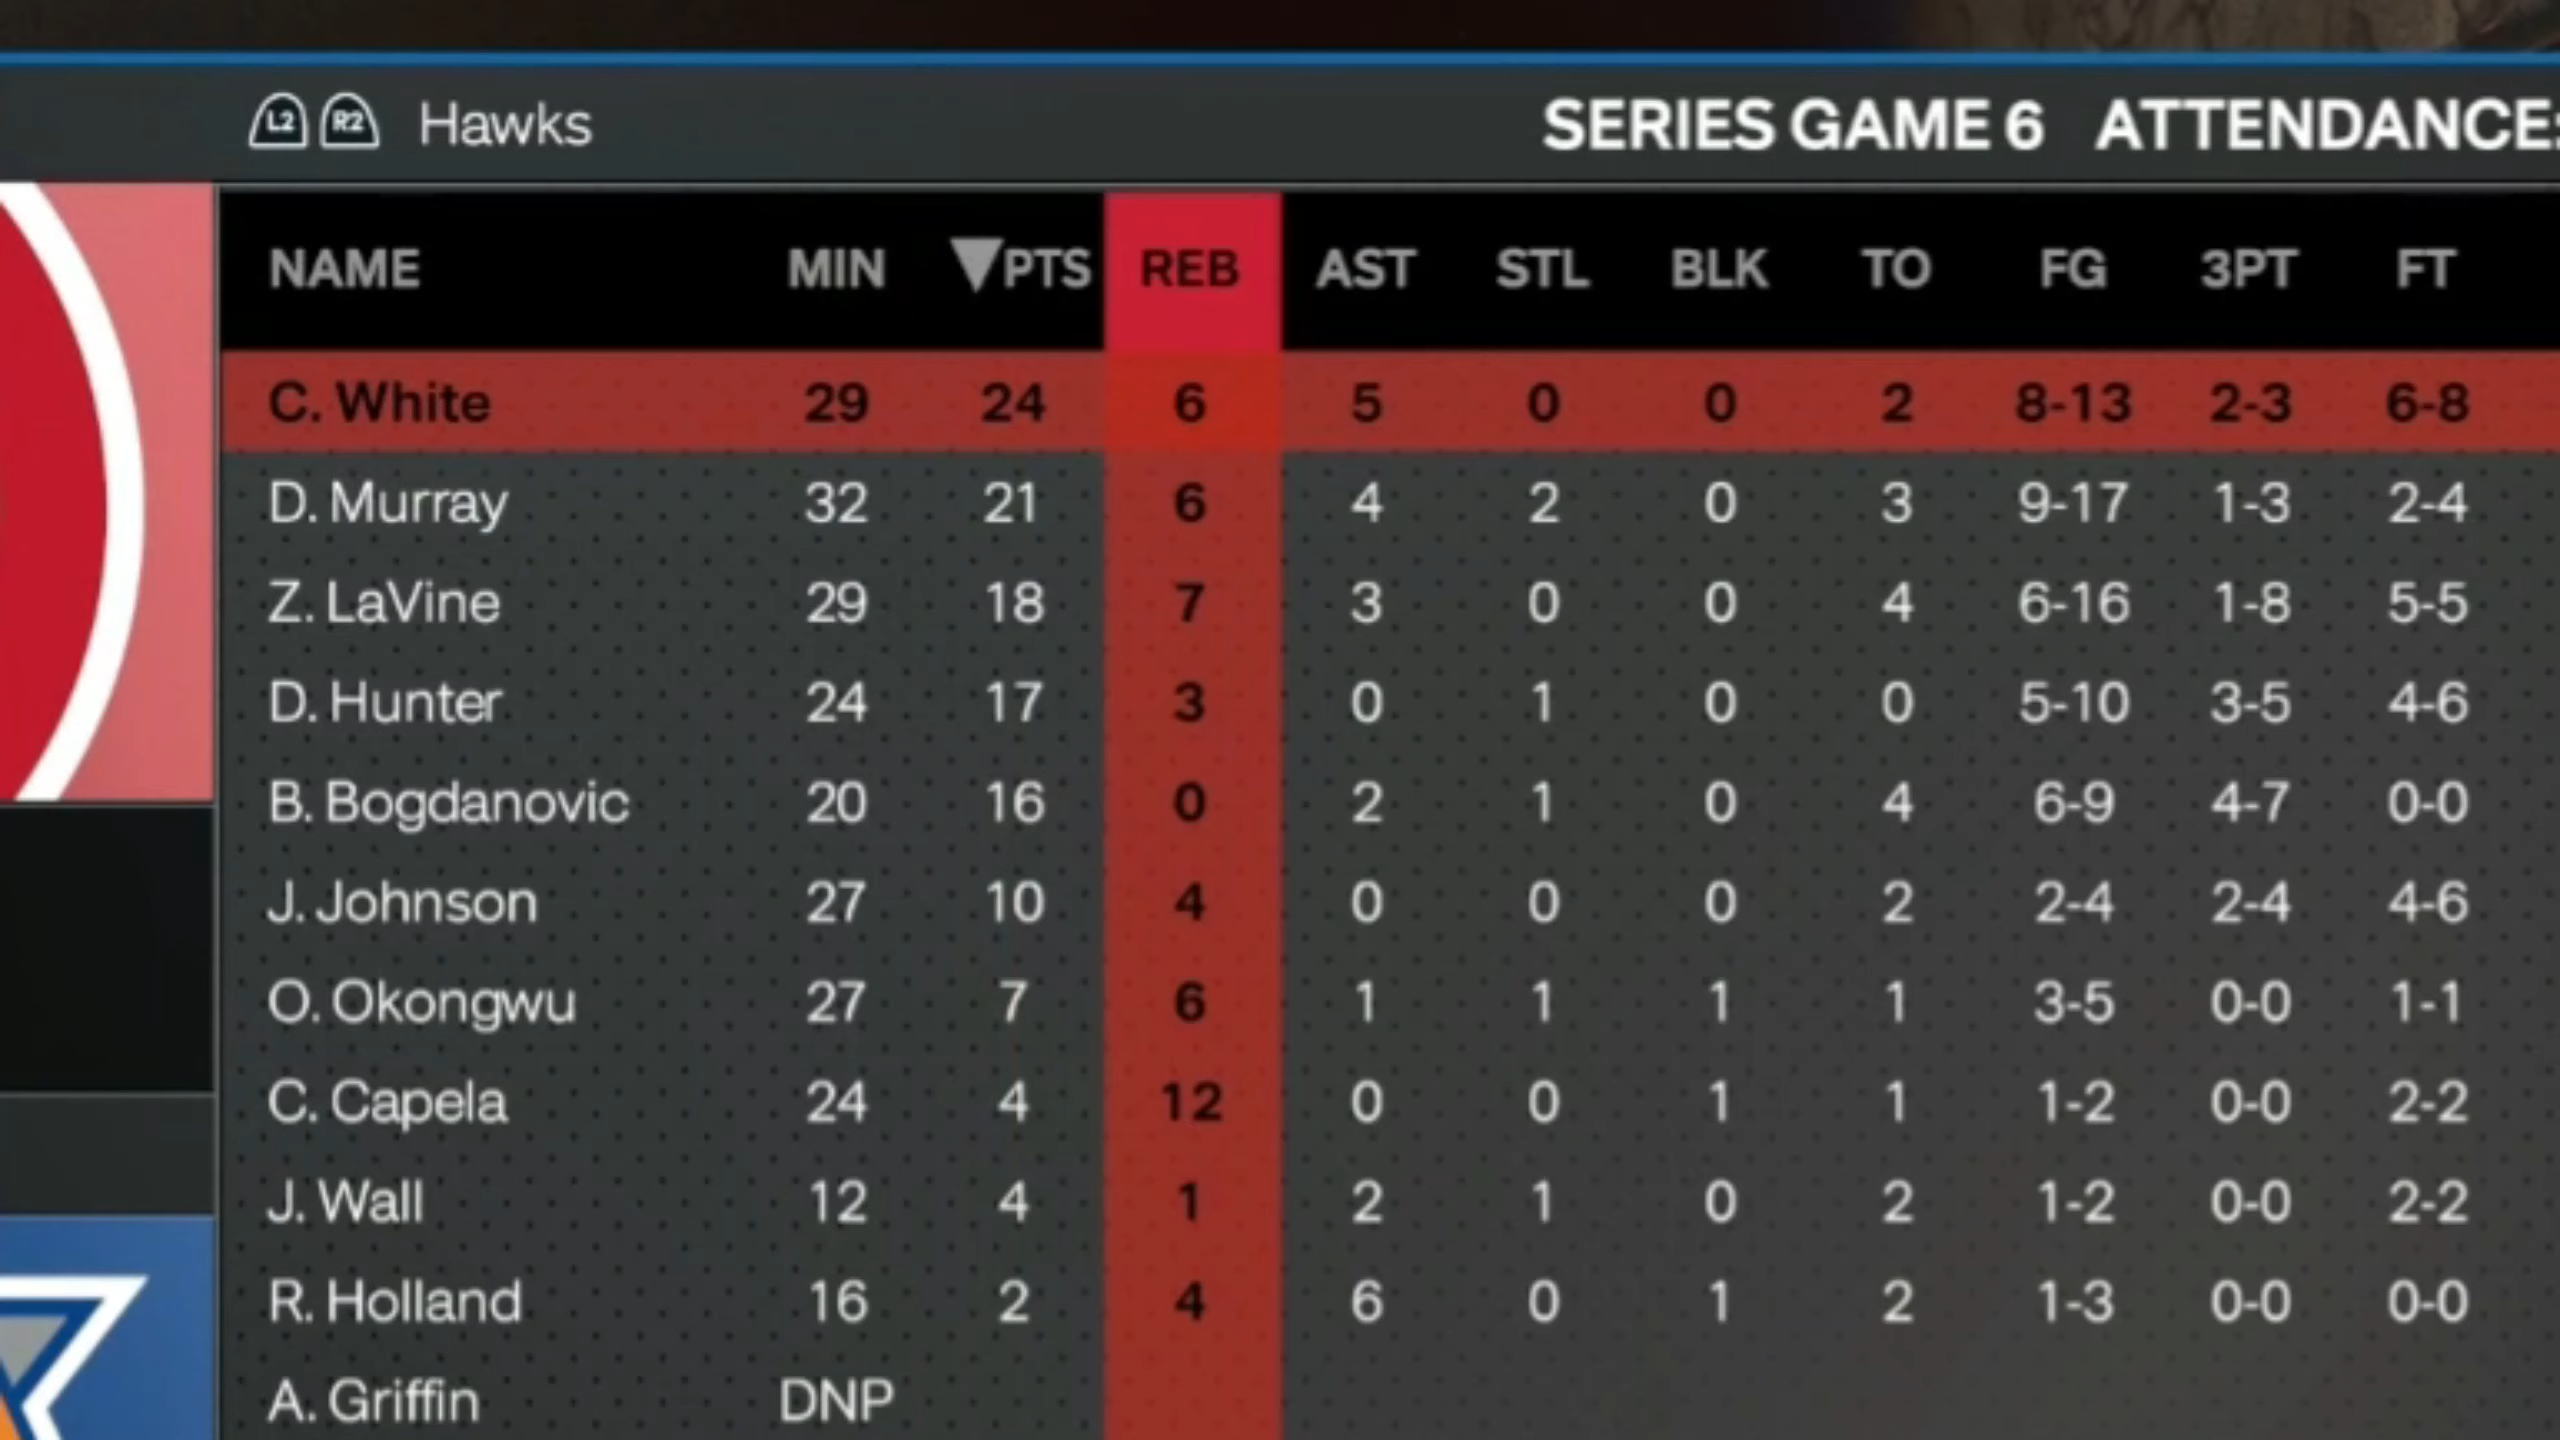 L2 R2 Hawks SERIES GAME 6 ATTENDANCE:
NAME MIN ▼PTS REB AST STL BLK TO FG 3PT FT
C. White 29 24 6 5 0 0 2 8-13 2-3 6-8
D. Murray 32 21 6 4 2 0 3 9-17 1-3 2-4
Z. LaVine 29 18 7 3 0 0 4 6-16 1-8 5-5
D. Hunter 24 17 3 0 1 0 0 5-10 3-5 4-6
B. Bogdanovic 20 16 0 2 1 0 4 6-9 4-7 0-0
J. Johnson 27 10 4 0 0 0 2 2-4 2-4 4-6
O. Okongwu 27 7 6 1 1 1 1 3-5 0-0 1-1
C. Capela 24 4 12 0 0 1 1 1-2 0-0 2-2
J. Wall 12 4 1 2 1 0 2 1-2 0-0 2-2
R. Holland 16 2 4 6 0 1 2 1-3 0-0 0-0
A. Griffin DNP